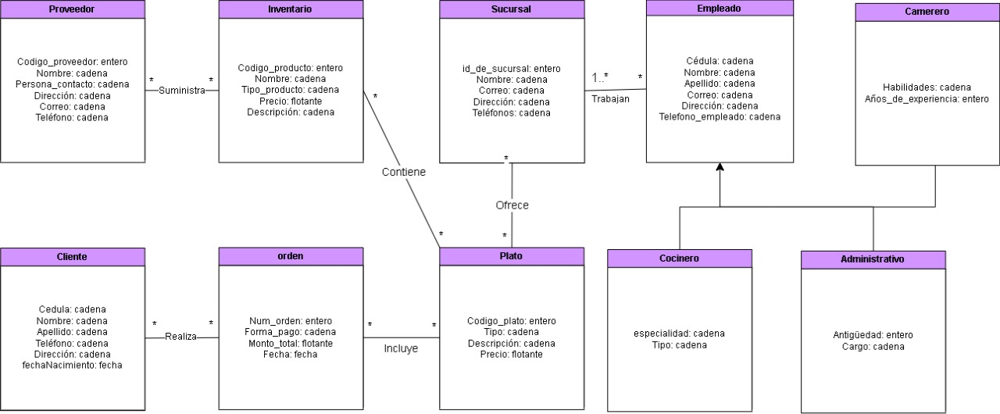 Proveedor
Codigo_proveedor: entero
Nombre: cadena
Persona_contacto: cadena
Dirección: cadena
Correo: cadena
Teléfono: cadena
*
Suministra
*
Inventario
Codigo_producto: entero
Nombre: cadena
Tipo_producto: cadena
Precio: flotante
Descripción: cadena
*
Contiene
*
Sucursal
id_de_sucursal: entero
Nombre: cadena
Correo: cadena
Dirección: cadena
Teléfonos: cadena
1..*
*
Trabajan
*
Ofrece
*
Empleado
Cédula: cadena
Nombre: cadena
Apellido: cadena
Correo: cadena
Dirección: cadena
Telefono_empleado: cadena
Camerero
Habilidades: cadena
Años_de_experiencia: entero
Cliente
Cedula: cadena
Nombre: cadena
Apellido: cadena
Teléfono: cadena
Dirección: cadena
fechaNacimiento: fecha
*
Realiza
*
orden
Num_orden: entero
Forma_pago: cadena
Monto_total: flotante
Fecha: fecha
*
Incluye
*
Plato
Codigo_plato: entero
Tipo: cadena
Descripción: cadena
Precio: flotante
Cocinero
especialidad: cadena
Tipo: cadena
Administrativo
Antigüedad: entero
Cargo: cadena